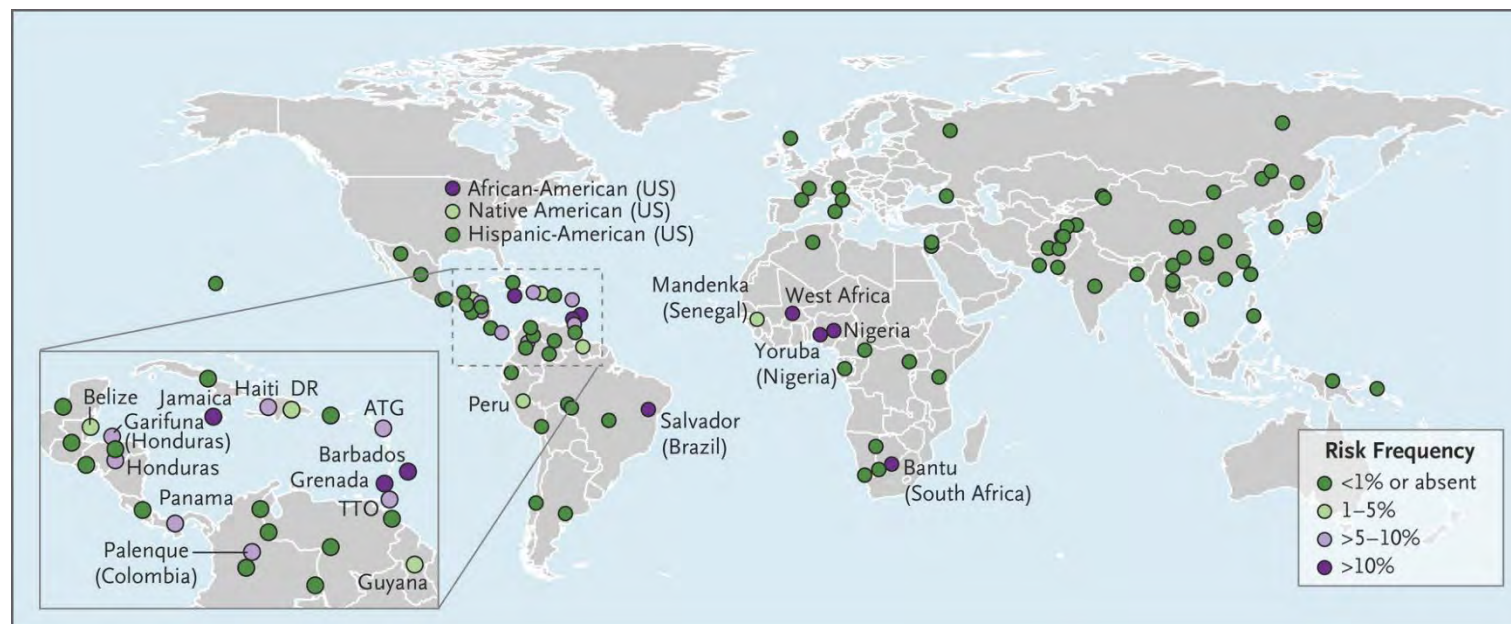 African-American (US)
Native American (US)
Hispanic-American (US)
Mandenka
(Senegal)
West Africa
Nigeria
Yoruba
(Nigeria)
Peru
Salvador
(Brazil)
Bantu
(South Africa)
Belize
Jamaica
Haiti
DR
Garifuna
(Honduras)
ATG
Honduras
Barbados
Grenada
Panama
TTO
Palenque
(Colombia)
Guyana
Risk Frequency
<1% or absent
1–5%
>5–10%
>10%